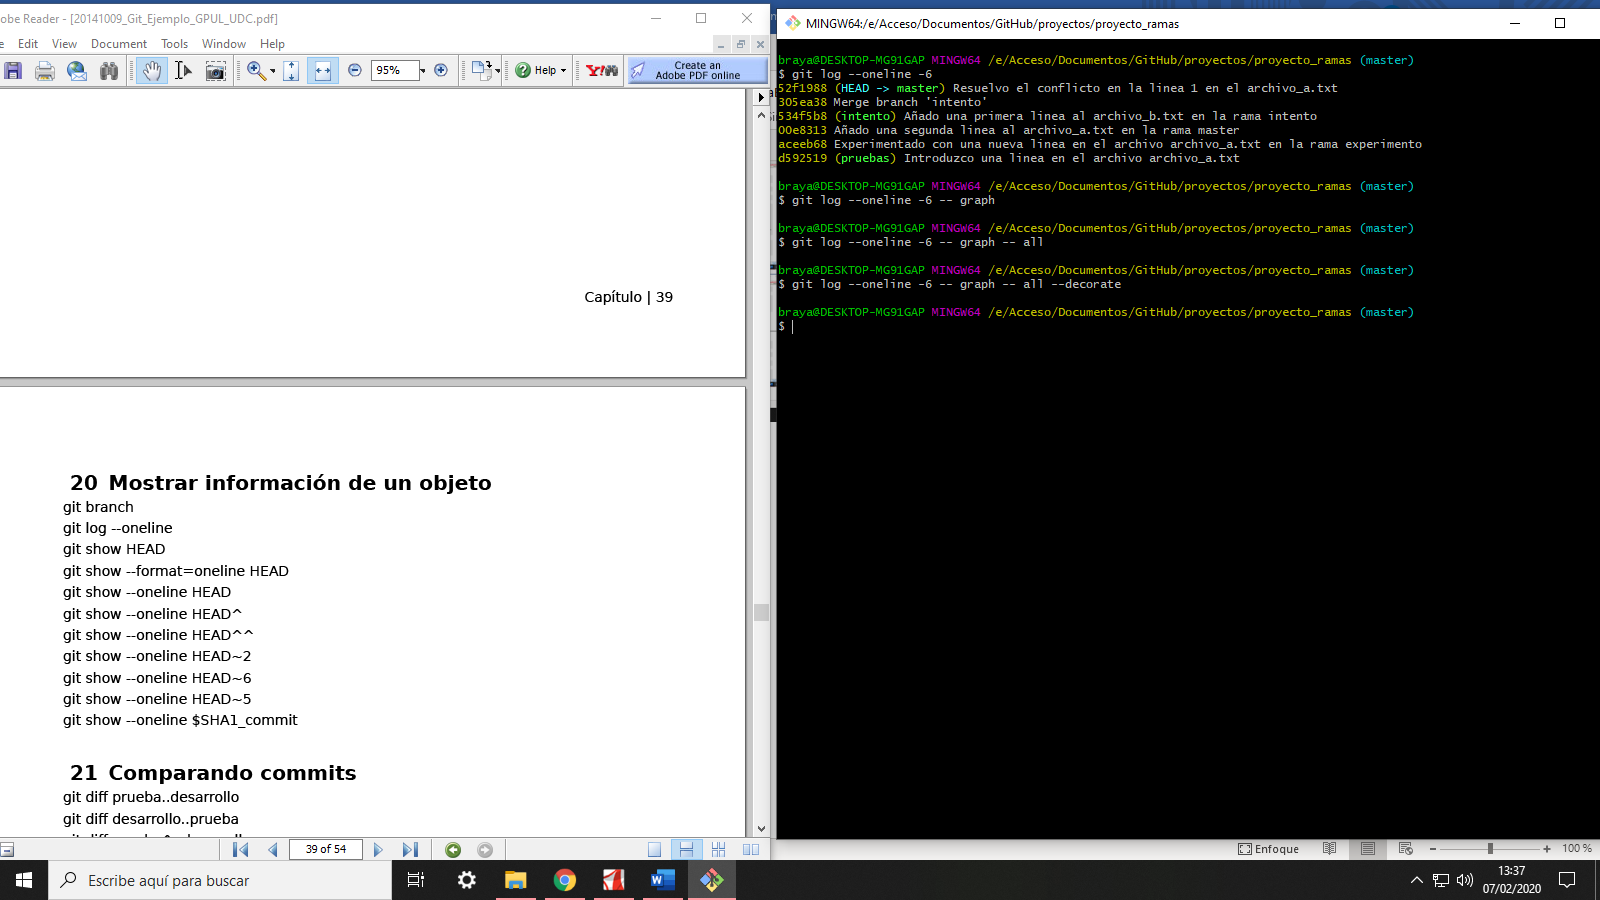 obe Reader - [20141009_Git_Ejemplo_GPUL_UDC.pdf]
e Edit View Document Tools Window Help
95%
Help
Y!
Create an
Adobe PDF online
Capítulo | 39
20 Mostrar información de un objeto
git branch
git log --oneline
git show HEAD
git show --format=oneline HEAD
git show --oneline HEAD
git show --oneline HEAD^
git show --oneline HEAD^^
git show --oneline HEAD~2
git show --oneline HEAD~6
git show --oneline HEAD~5
git show --oneline $SHA1_commit
21 Comparando commits
git diff prueba..desarrollo
git diff desarrollo..prueba
39 of 54
MINGW64:/e/Acceso/Documentos/GitHub/proyectos/proyecto_ramas
braya@DESKTOP-MG91GAP MINGW64 /e/Acceso/Documentos/GitHub/proyectos/proyecto_ramas (master)
$ git log --oneline -6
52f1988 (HEAD -> master) Resuelvo el conflicto en la linea 1 en el archivo_a.txt
305ea38 Merge branch 'intento'
534f5b8 (intento) Añado una primera linea al archivo_b.txt en la rama intento
00e8313 Añado una segunda linea al archivo_a.txt en la rama master
aceeb68 Experimentado con una nueva linea en el archivo archivo_a.txt en la rama experimento
d592519 (pruebas) Introduzco una linea en el archivo archivo_a.txt
braya@DESKTOP-MG91GAP MINGW64 /e/Acceso/Documentos/GitHub/proyectos/proyecto_ramas (master)
$ git log --oneline -6 -- graph
braya@DESKTOP-MG91GAP MINGW64 /e/Acceso/Documentos/GitHub/proyectos/proyecto_ramas (master)
$ git log --oneline -6 -- graph -- all
braya@DESKTOP-MG91GAP MINGW64 /e/Acceso/Documentos/GitHub/proyectos/proyecto_ramas (master)
$ git log --oneline -6 -- graph -- all --decorate
braya@DESKTOP-MG91GAP MINGW64 /e/Acceso/Documentos/GitHub/proyectos/proyecto_ramas (master)
$
Enfoque
100 %
Escribe aquí para buscar
13:37
07/02/2020